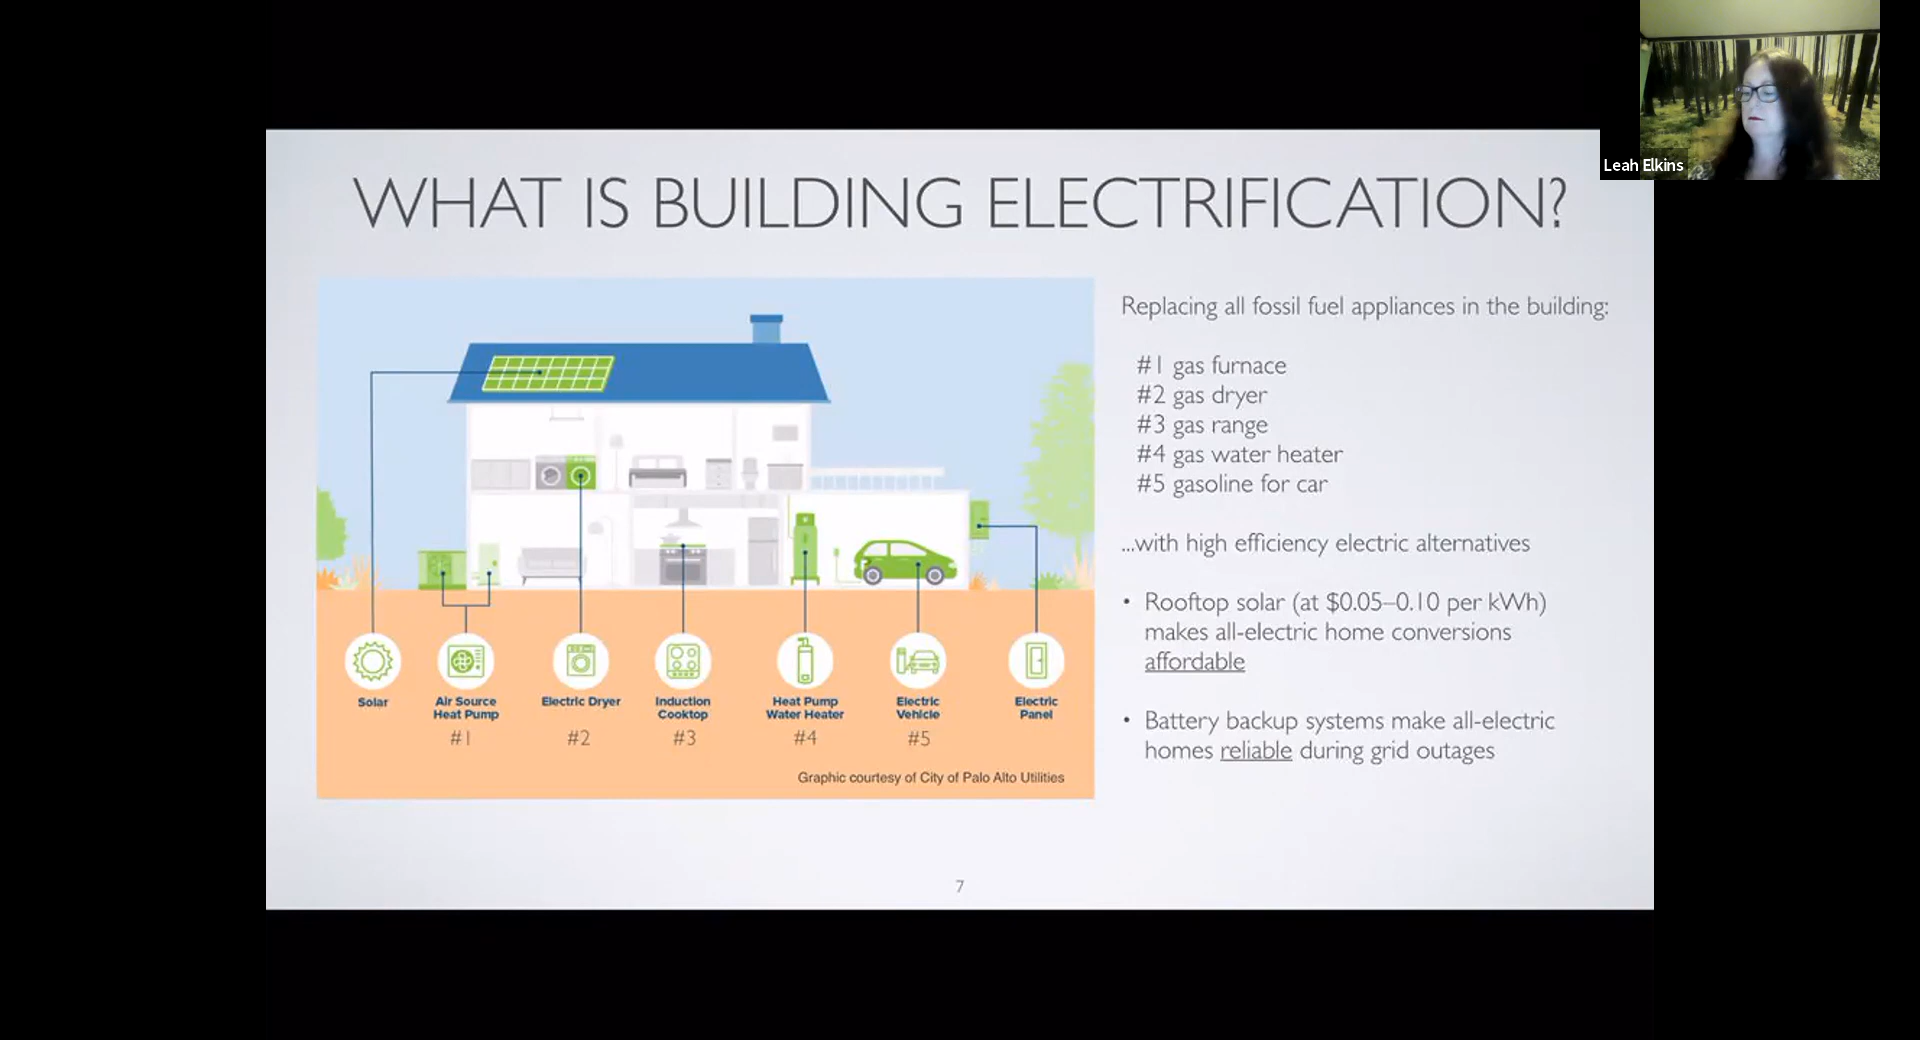 Leah Elkins
WHAT IS BUILDING ELECTRIFICATION?
Replacing all fossil fuel appliances in the building:
#1 gas furnace
#2 gas dryer
#3 gas range
#4 gas water heater
#5 gasoline for car
...with high efficiency electric alternatives
• Rooftop solar (at $0.05–0.10 per kWh)
makes all-electric home conversions
affordable
• Battery backup systems make all-electric
homes reliable during grid outages
Solar
Air Source
Heat Pump
#1
Electric Dryer
#2
Induction
Cooktop
#3
Heat Pump
Water Heater
#4
Electric
Vehicle
#5
Electric
Panel
Graphic courtesy of City of Palo Alto Utilities
7